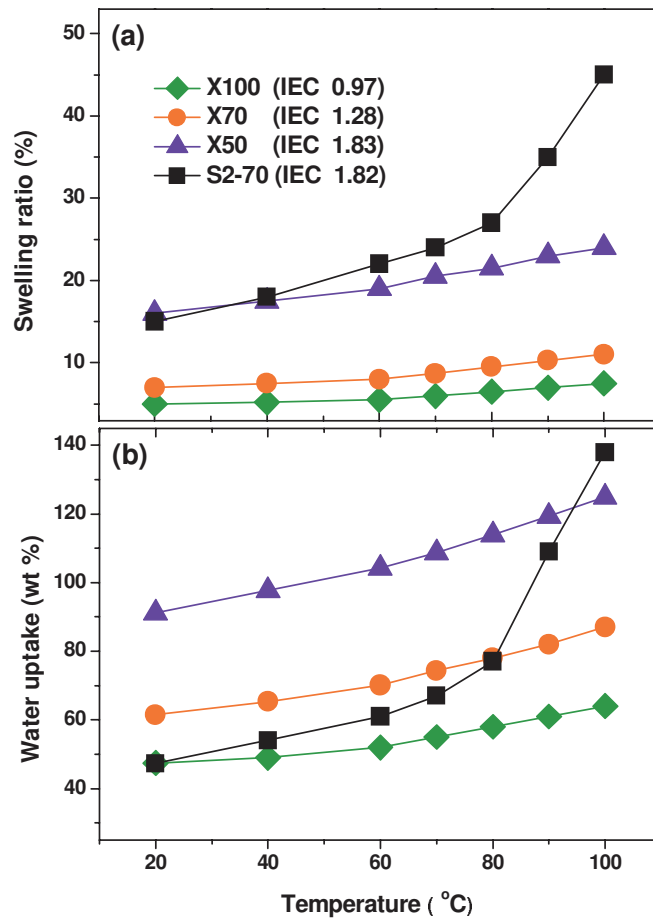 (a)
50
40
30
20
10
Swelling ratio (%)
X100 (IEC 0.97)
X70 (IEC 1.28)
X50 (IEC 1.83)
S2-70 (IEC 1.82)
(b)
140
120
100
80
60
40
Water uptake (wt %)
20 40 60 80 100
Temperature ( °C)